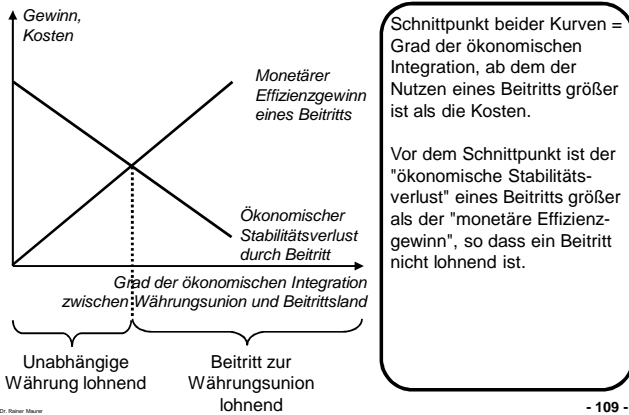 Gewinn,
Kosten
Monetärer
Effizienzgewinn
eines Beitritts
Ökonomischer
Stabilitätsverlust
durch Beitritt
Grad der ökonomischen Integration
zwischen Währungsunion und Beitrittsland
Unabhängige
Währung lohnend
Beitritt zur
Währungsunion
lohnend
Schnittpunkt beider Kurven =
Grad der ökonomischen
Integration, ab dem der
Nutzen eines Beitritts größer
ist als die Kosten.
Vor dem Schnittpunkt ist der
"ökonomische Stabilitäts-
verlust" eines Beitritts größer
als der "monetäre Effizienz-
gewinn", so dass ein Beitritt
nicht lohnend ist.
Dr. Rainer Maurer
- 109 -